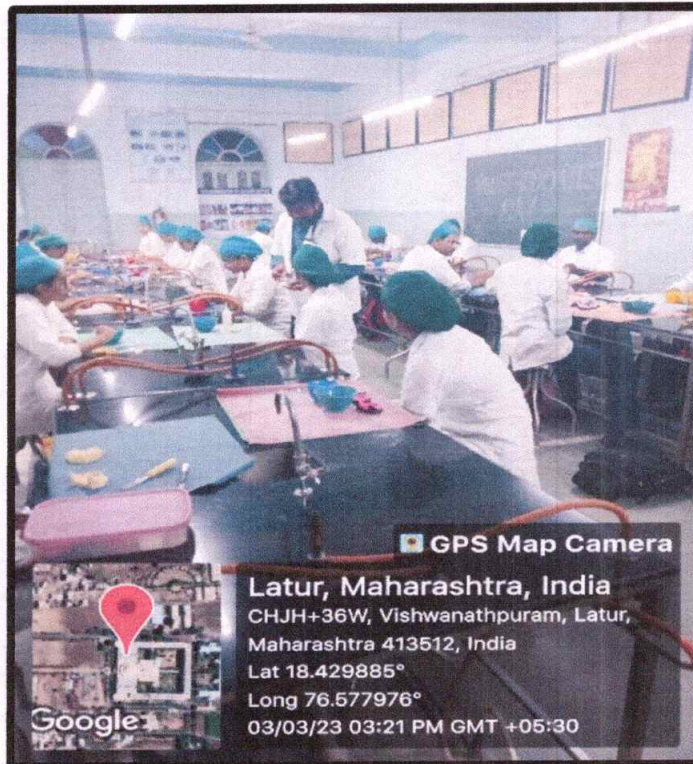 GPS Map Camera
Latur, Maharashtra, India
CHJH+36W, Vishwanathpuram, Latur,
Maharashtra 413512, India
Lat 18.429885°
Long 76.577976°
03/03/23 03:21 PM GMT +05:30
Google